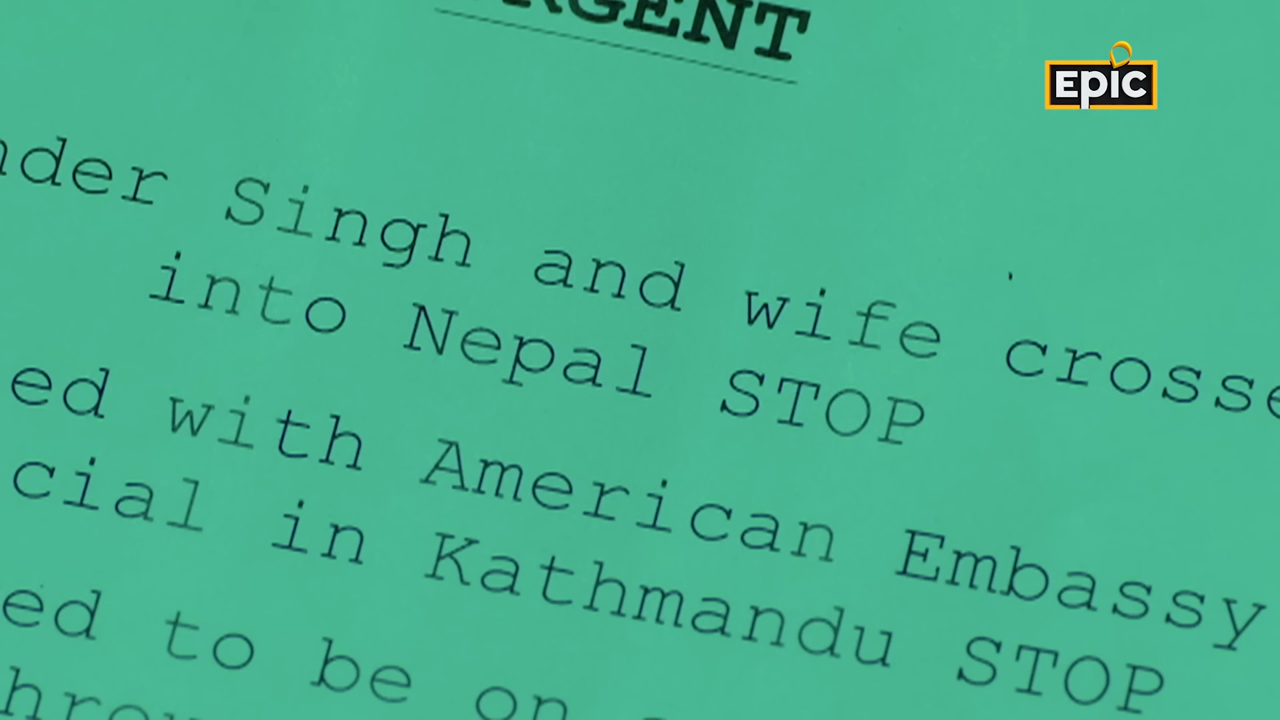 URGENT
epic
nder Singh and wife crosse
into Nepal STOP
ed with American Embassy
cial in Kathmandu STOP
ed to be on